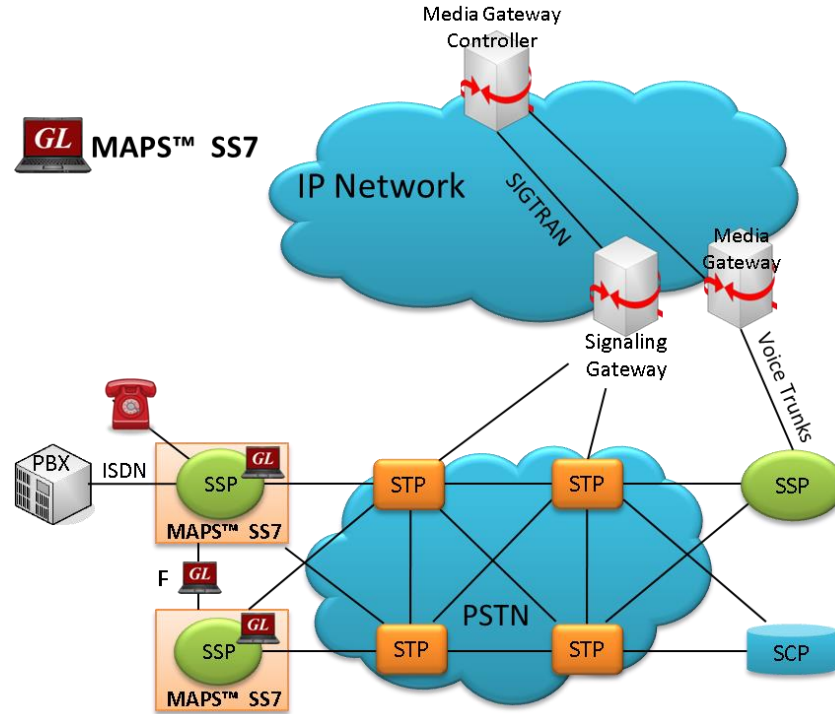 Media Gateway
Controller
GL
MAPS™ SS7
IP Network
SIGTRAN
Media
Gateway
Signaling
Gateway
Voice Trunks
PBX
ISDN
SSP
GL
MAPS™ SS7
STP
STP
SSP
F
GL
PSTN
SSP
GL
MAPS™ SS7
STP
STP
SCP